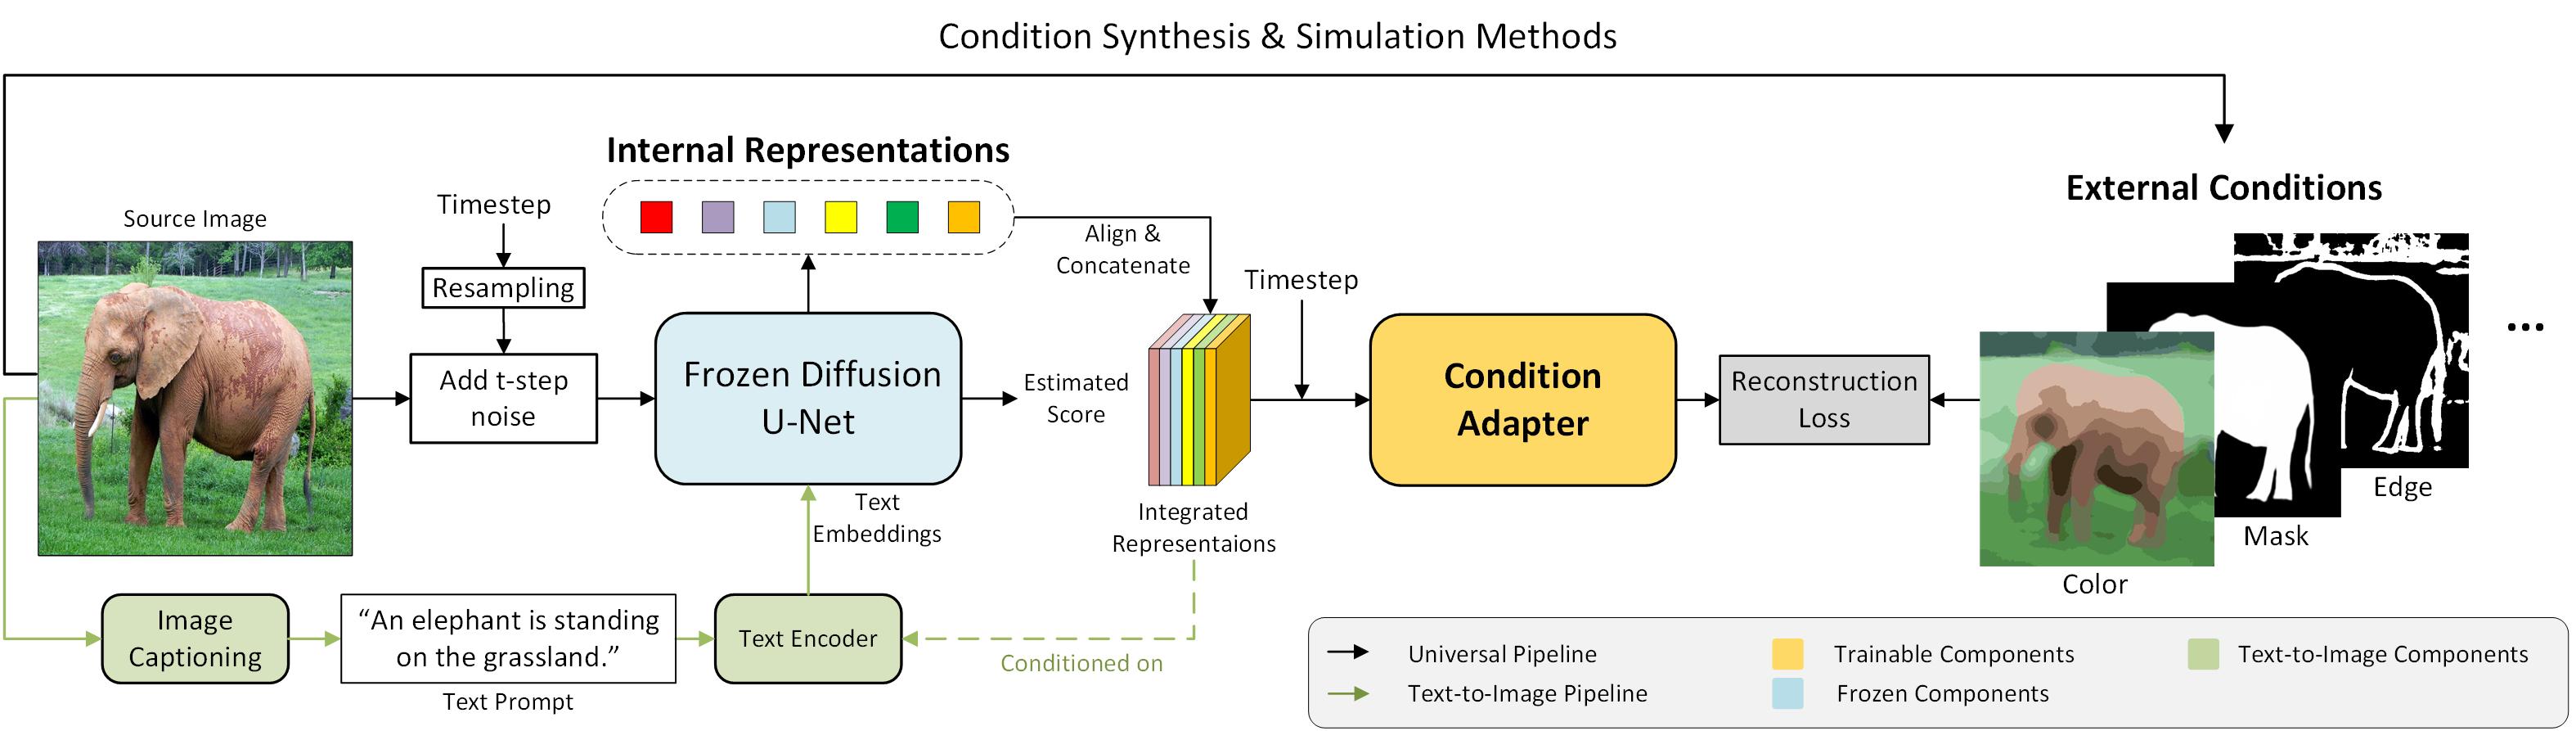 Condition Synthesis & Simulation Methods
Internal Representations
External Conditions
Source Image
Timestep
Resampling
Align &
Concatenate
Timestep
Add t-step
noise
Frozen Diffusion
U-Net
Estimated
Score
Condition
Adapter
Reconstruction
Loss
...
Edge
Mask
Color
Text
Embeddings
Integrated
Representaions
Image
Captioning
“An elephant is standing
on the grassland.”
Text Prompt
Text Encoder
Conditioned on
Universal Pipeline
Trainable Components
Text-to-Image Components
Text-to-Image Pipeline
Frozen Components